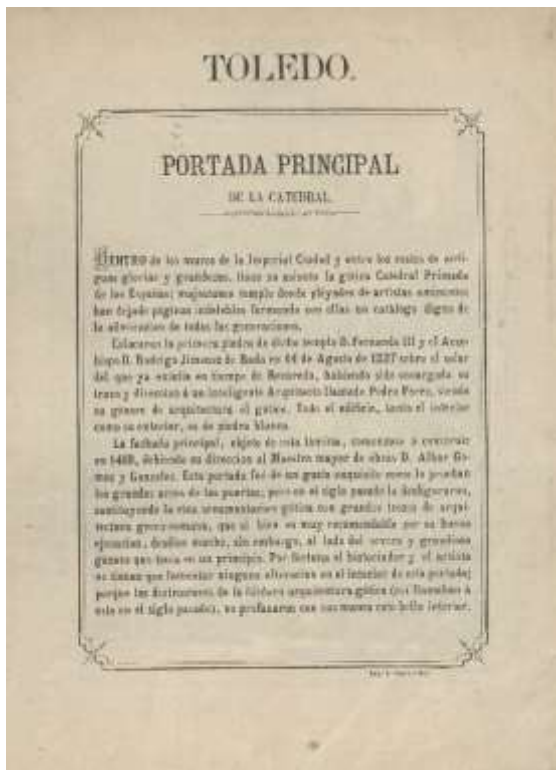 TOLEDO.
PORTADA PRINCIPAL
DE LA CATEDRAL.
DENTRO de los muros de la Imperial Ciudad y entre los restos de anti-
guas glorias y grandezas, tiene su asiento la gótica Catedral Primada
de las Españas; majestuoso templo donde pléyades de artistas eminentes
han dejado páginas indelebles formando con ellas un catálogo digno de
la admiracion de todas las generaciones.
Colocaron la primera piedra de dicho templo D. Fernando III y el Arzo-
bispo D. Rodrigo Jimenez de Rada en 14 de Agosto de 1227 sobre el solar
del que ya existia en tiempo de Recaredo, habiendo sido encargado su
traza y direccion á un inteligente Arquitecto llamado Pedro Perez, siendo
su género de arquitectura el gótico. Todo el edificio, tanto el interior
como su exterior, es de piedra blanca.
La fachada principal, objeto de esta lámina, comenzóse á construir
en debiendo su direccion al Maestro mayor de obras D. Alvar Go-
mez y Gonzalez. Esta portada fué de un gusto esquisito como lo prueban
los grandes arcos de las puertas; pero en el siglo pasado la desfiguraron,
sustituyendo la rica ornamentacion gótica con grandes trozos de arqui-
tectura greco-romana, que si bien es muy recomendable por su buena
ejecucion, desdice mucho, sin embargo, al lado del severo y grandioso
gusto que tenia en un principio. Por fortuna el historiador y el artista
no tienen que lamentar ninguna alteracion en el interior de esta portada;
porque los destructores de la bárbara arquitectura gótica (así llamaban á
esta en el siglo pasado), no profanaron con sus manos este bello interior.